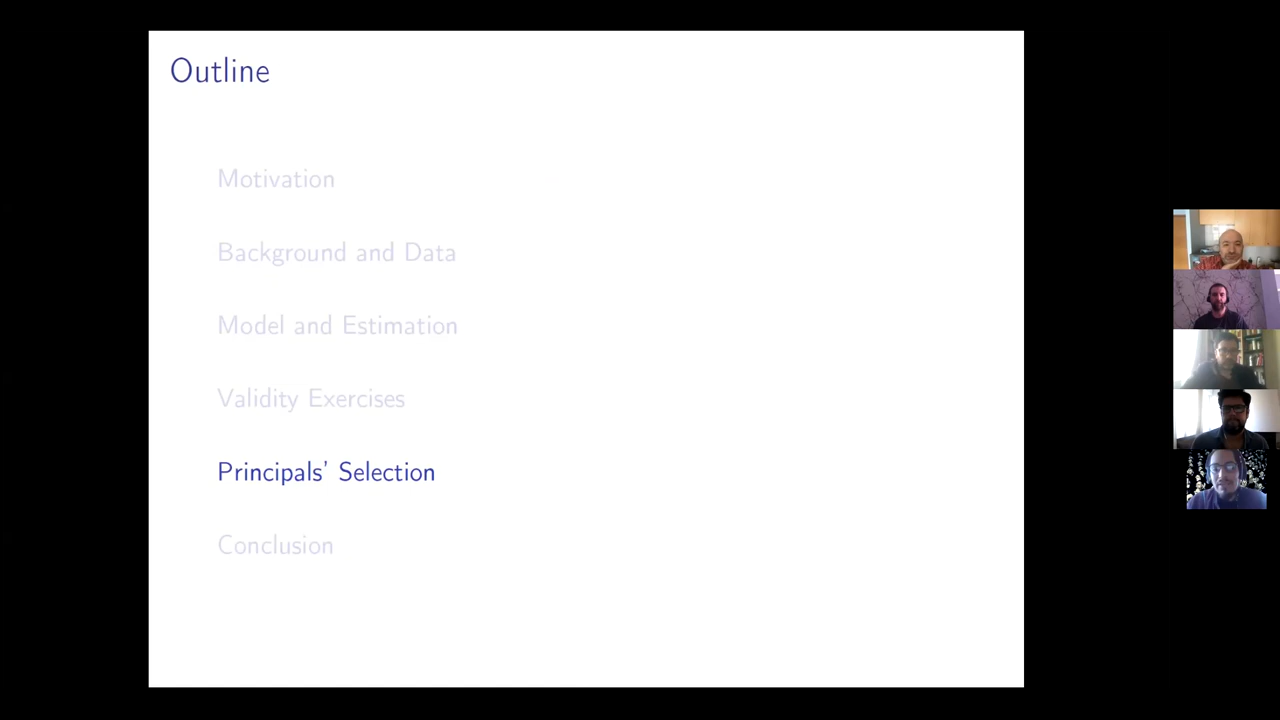 Outline
Motivation
Background and Data
Model and Estimation
Validity Exercises
Principals' Selection
Conclusion